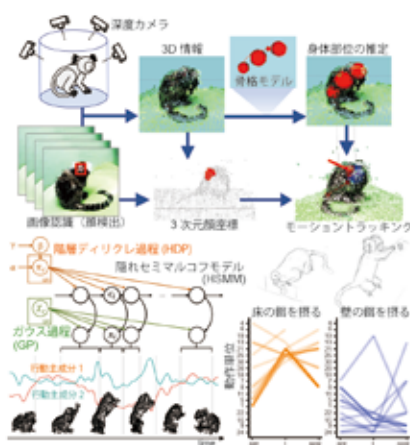 深度カメラ
3D 情報
身体部位の推定
骨格モデル
画像認識（顔検出）
3 次元顔座標
モーショントラッキング
階層ディリクレ過程 (HDP)
隠れセミマルコフモデル
(HSMM)
ガウス過程
(GP)
床の餌を摂る
壁の餌を摂る
動作単位
行動主成分 1
行動主成分 2